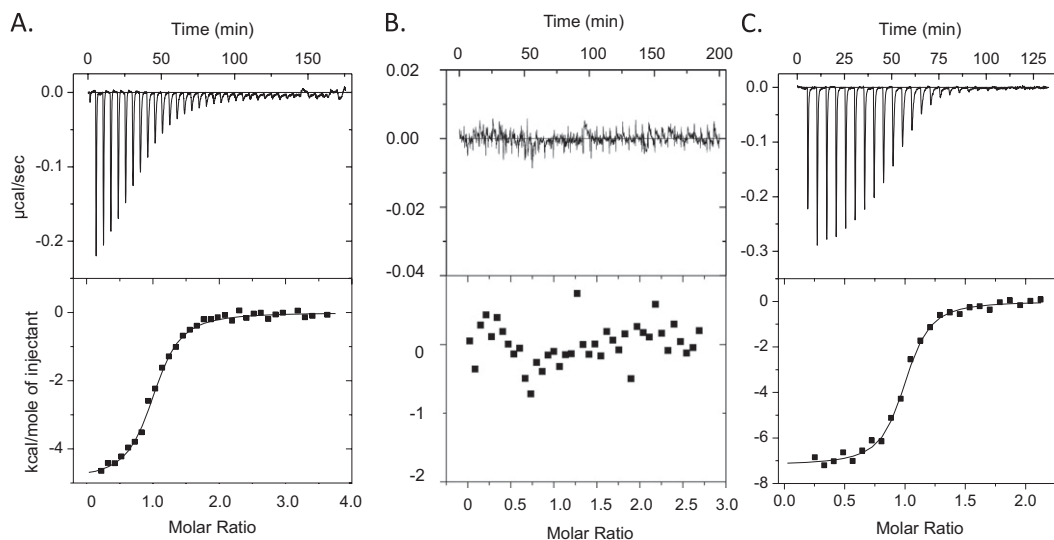 A.
Time (min)
0 50 100 150
0.0
-0.1
-0.2
µcal/sec
0
-2
-4
kcal/mole of injectant
0 1.0 2.0 3.0 4.0
Molar Ratio
B.
Time (min)
0 50 100 150 200
0.02
0.00
-0.02
-0.04
0
-1
-2
0 0.5 1.0 1.5 2.0 2.5 3.0
Molar Ratio
C.
Time (min)
0 25 50 75 100 125
0.0
-0.1
-0.2
-0.3
0
-2
-4
-6
-8
0.0 0.5 1.0 1.5 2.0
Molar Ratio